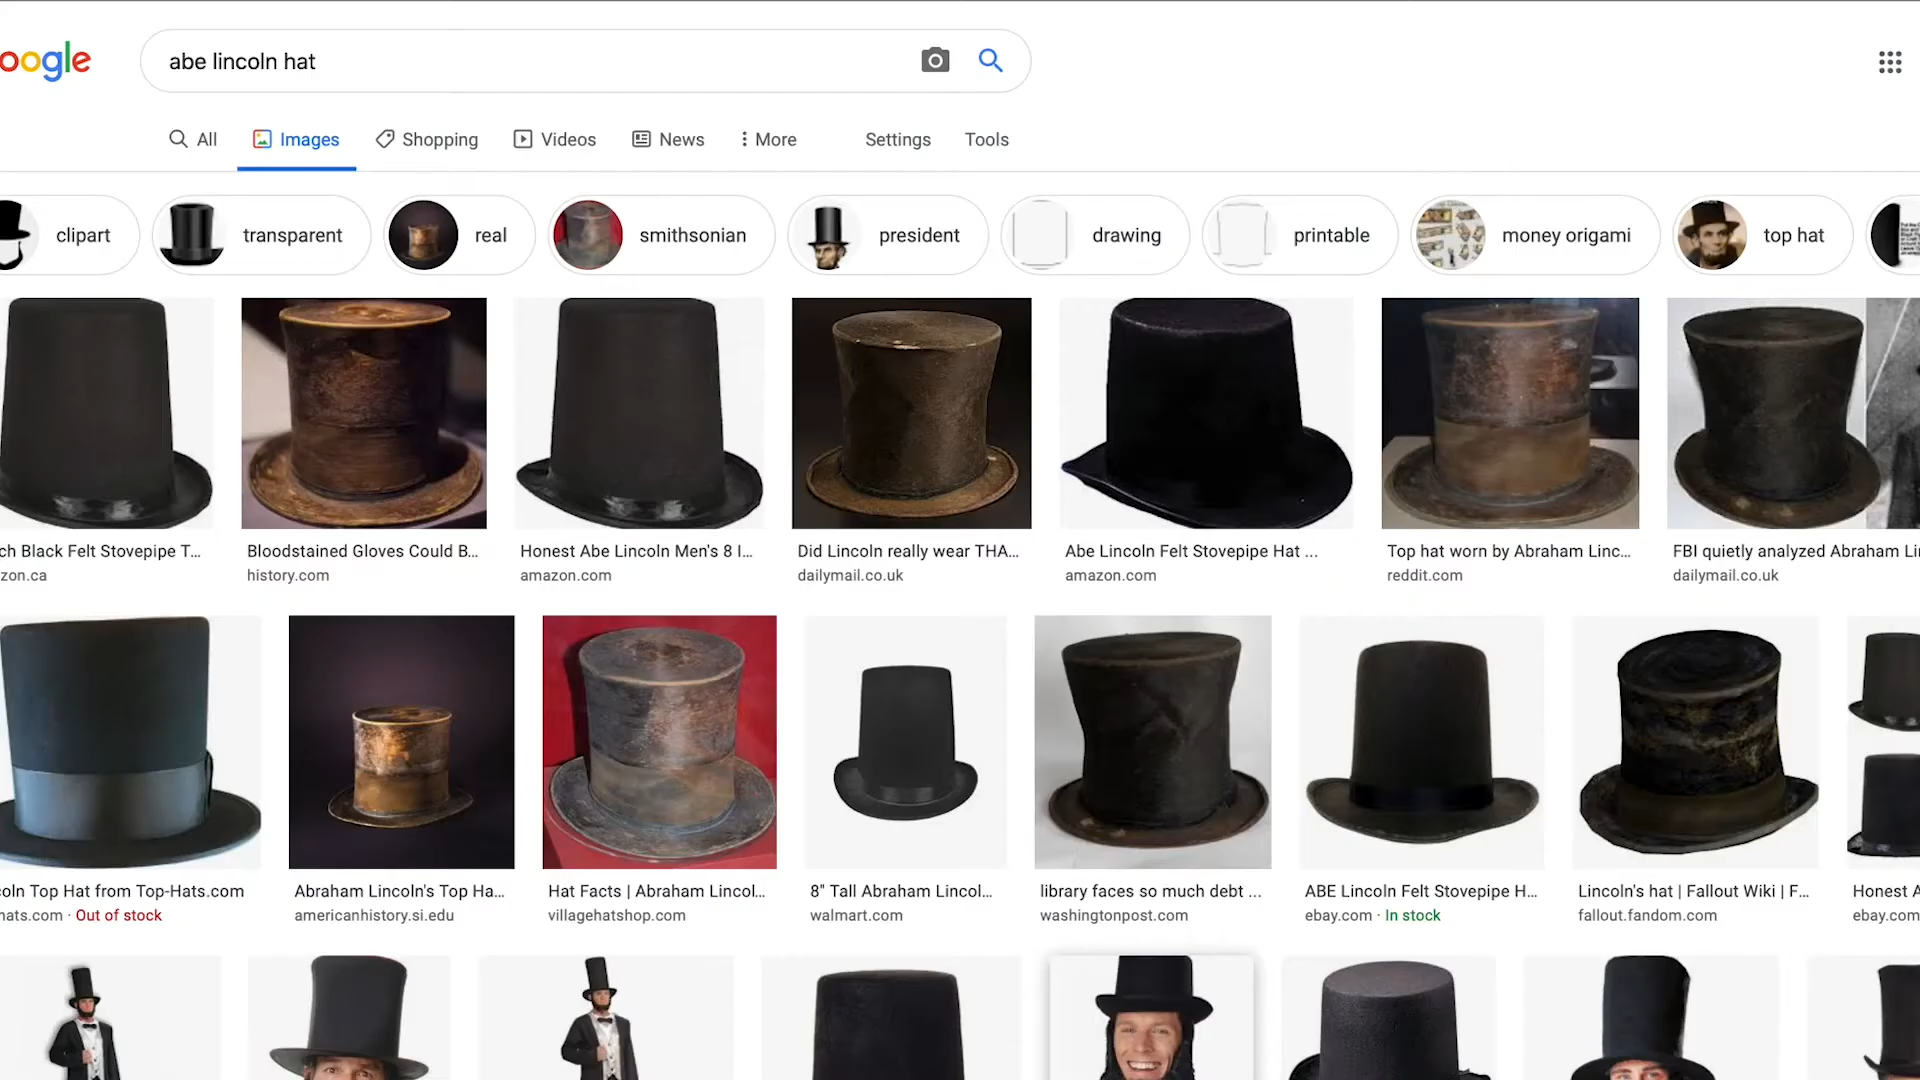 oogle
abe lincoln hat
All Images Shopping Videos News More Settings Tools
clipart transparent real smithsonian president drawing printable money origami top hat
ch Black Felt Stovepipe T... Bloodstained Gloves Could B... Honest Abe Lincoln Men's 8 I... Did Lincoln really wear THA... Abe Lincoln Felt Stovepipe Hat ... Top hat worn by Abraham Linc... FBI quietly analyzed Abraham Li
zon.ca history.com amazon.com dailymail.co.uk amazon.com reddit.com dailymail.co.uk
coln Top Hat from Top-Hats.com Abraham Lincoln's Top Ha... Hat Facts | Abraham Lincol... 8" Tall Abraham Lincol... library faces so much debt ... ABE Lincoln Felt Stovepipe H... Lincoln's hat | Fallout Wiki | F... Honest A
hats.com · Out of stock americanhistory.si.edu villagehatshop.com walmart.com washingtonpost.com ebay.com · In stock fallout.fandom.com ebay.com